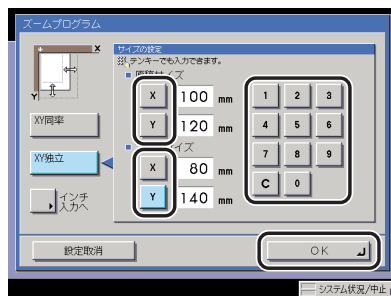 ズームプログラム
X
Y
サイズの設定
テンキーでも入力できます。
■ 原稿サイズ
X 100 mm
Y 120 mm
イズ
X 80 mm
Y 140 mm
1 2 3
4 5 6
7 8 9
C 0
XY同率
XY独立
インチ
入力へ
設定取消
OK
システム状況/中止